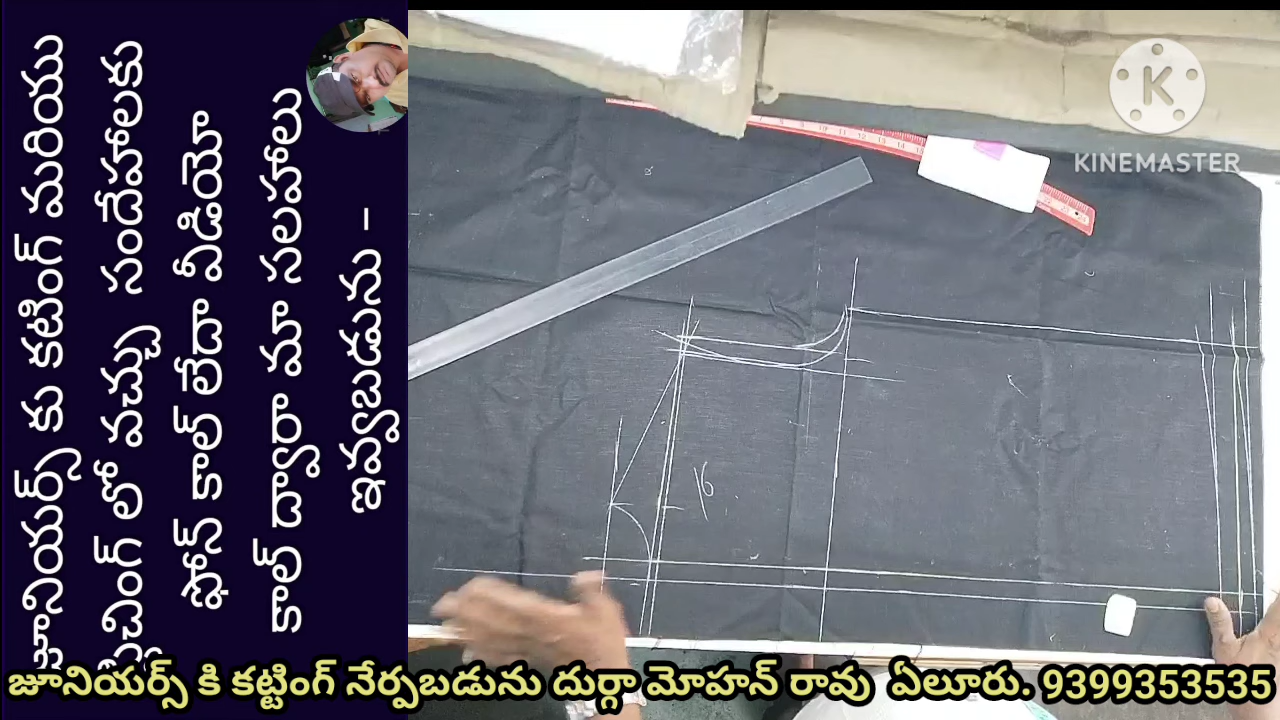 జూనియర్స్ కు కటింగ్ మరియు
స్టిచింగ్ లో వచ్చు సందేహాలకు
ఫోన్ కాల్ లేదా వీడియో
కాల్ ద్వారా మా సలహాలు
ఇవ్వబడును –
K
KINEMASTER
16
జూనియర్స్ కి కట్టింగ్ నేర్పబడును దుర్గా మోహన్ రావు ఏలూరు. 9399353535